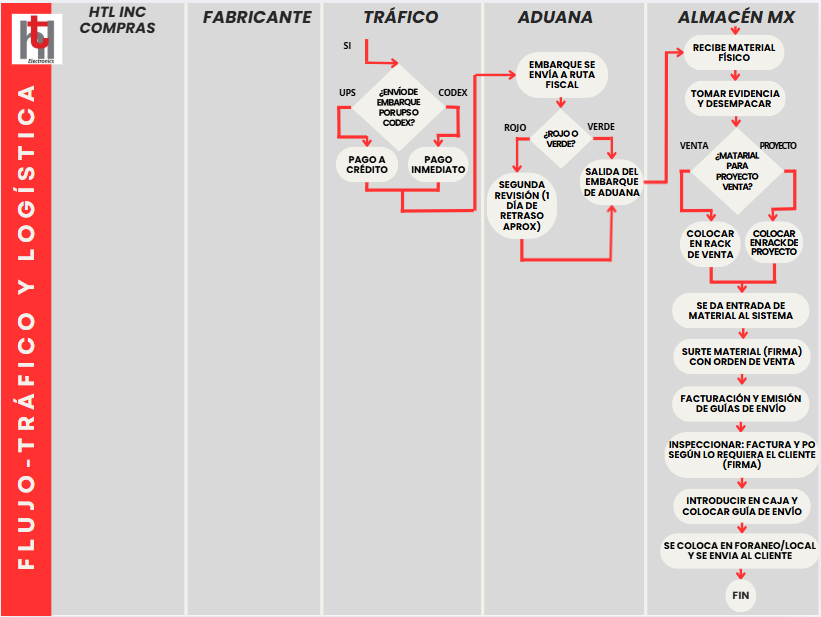 htl
Electronics
FLUJO-TRÁFICO Y LOGÍSTICA
HTL INC
COMPRAS
FABRICANTE
TRÁFICO
SI
¿ENVÍO DE
EMBARQUE
POR UPS O
CODEX?
UPS
CODEX
PAGO A
CRÉDITO
PAGO
INMEDIATO
ADUANA
EMBARQUE SE
ENVÍA A RUTA
FISCAL
¿ROJO O
VERDE?
ROJO
VERDE
SEGUNDA
REVISIÓN (1
DÍA DE
RETRASO
APROX)
SALIDA DEL
EMBARQUE
DE ADUANA
ALMACÉN MX
RECIBE MATERIAL
FÍSICO
TOMAR EVIDENCIA
Y DESEMPACAR
VENTA
PROYECTO
¿MATARIAL
PARA
PROYECTO
VENTA?
COLOCAR
EN RACK
DE VENTA
COLOCAR
EN RACK DE
PROYECTO
SE DA ENTRADA DE
MATERIAL AL SISTEMA
SURTE MATERIAL (FIRMA)
CON ORDEN DE VENTA
FACTURACIÓN Y EMISIÓN
DE GUÍAS DE ENVÍO
INSPECCIONAR: FACTURA Y PO
SEGÚN LO REQUIERA EL CLIENTE
(FIRMA)
INTRODUCIR EN CAJA Y
COLOCAR GUÍA DE ENVÍO
SE COLOCA EN FORANEO/LOCAL
Y SE ENVIA AL CLIENTE
FIN